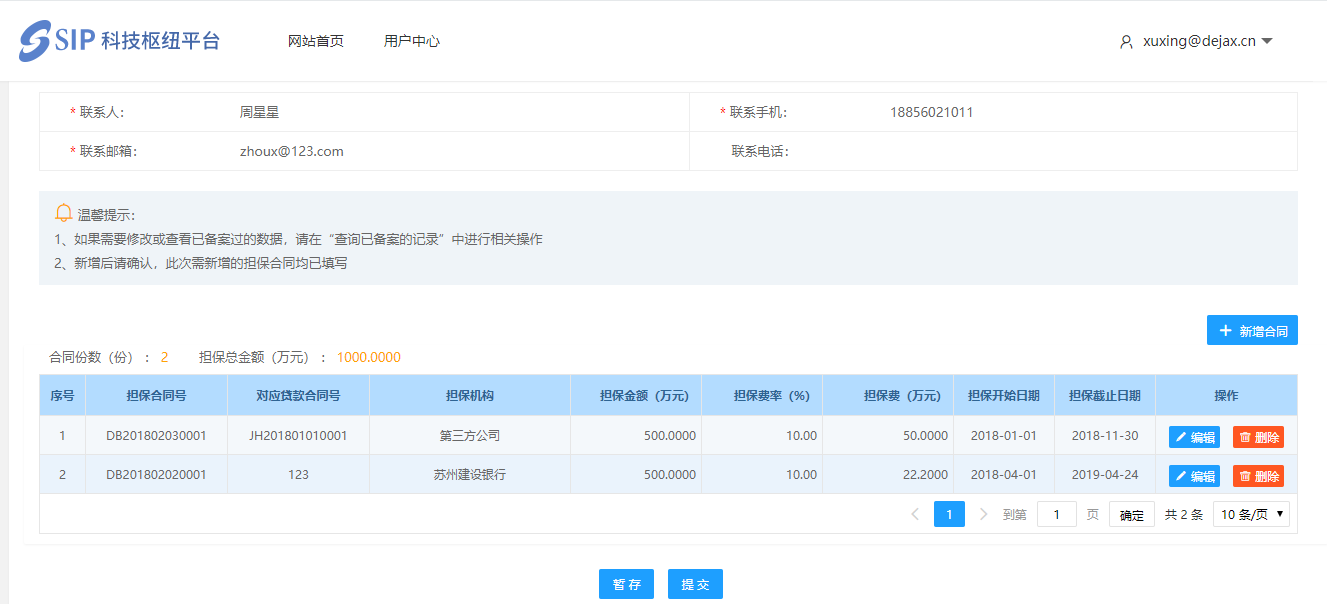 SIP 科技枢纽平台 网站首页 用户中心 xuxing@dejax.cn
* 联系人: 周星星 * 联系手机: 18856021011
* 联系邮箱: zhoux@123.com 联系电话:
温馨提示:
1、如果需要修改或查看已备案过的数据，请在“查询已备案的记录”中进行相关操作
2、新增后请确认，此次需新增的担保合同均已填写
新增合同
合同份数（份）： 2 担保总金额（万元）： 1000.0000
序号 担保合同号 对应贷款合同号 担保机构 担保金额（万元) 担保费率（%） 担保费（万元) 担保开始日期 担保截止日期 操作
1 DB201802030001 JH201801010001 第三方公司 500.0000 10.00 50.0000 2018-01-01 2018-11-30 编辑 删除
2 DB201802020001 123 苏州建设银行 500.0000 10.00 22.2000 2018-04-01 2019-04-24 编辑 删除
1 到第 1 页 确定 共 2 条 10 条/页
暂 存 提 交